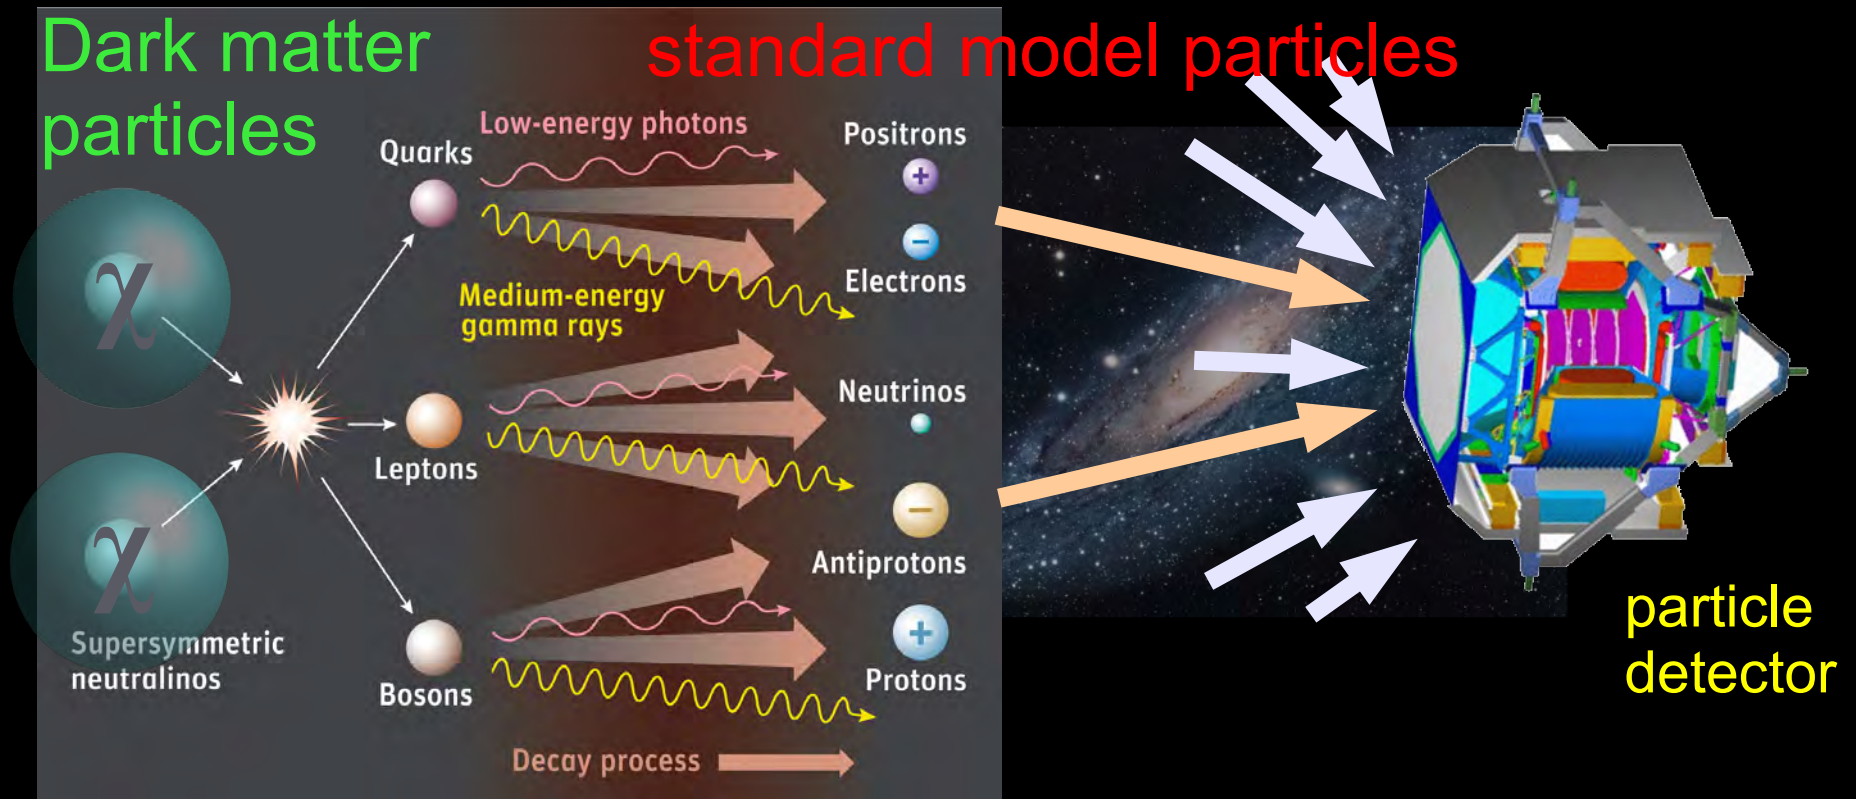 Dark matter
particles
standard model particles
Quarks
Low-energy photons
Positrons
+
−
Electrons
Medium-energy
gamma rays
χ
Leptons
Neutrinos
χ
−
Antiprotons
Supersymmetric
neutralinos
Bosons
+
Protons
Decay process
particle
detector